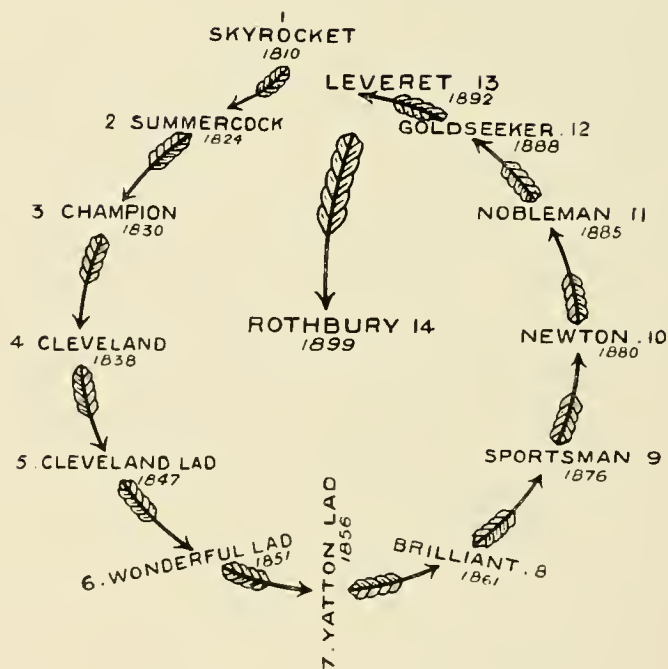 1
SKYROCKET
1810
2 SUMMERCOCK
1824
3 CHAMPION
1830
4 CLEVELAND
1838
5. CLEVELAND LAD
1847
6. WONDERFUL LAD
1851
7. YATTON LAD
1856
BRILLIANT. 8
1861
SPORTSMAN 9
1876
NEWTON. 10
1880
NOBLEMAN 11
1885
GOLDSEEKER. 12
1888
LEVERET. 13
1892
ROTHBURY 14
1899